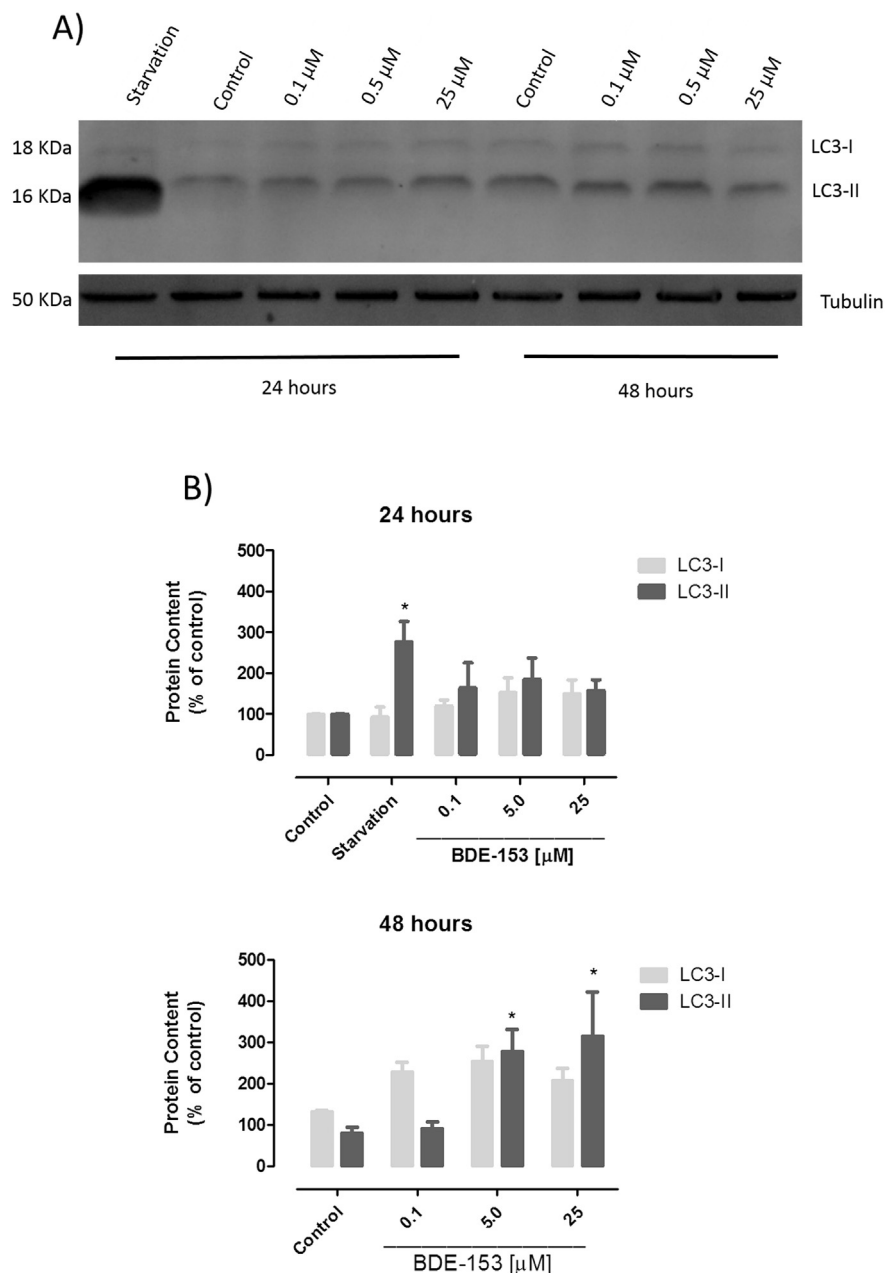 A)
Starvation Control 0.1 µM 0.5 µM 25 µM Control 0.1 µM 0.5 µM 25 µM
18 KDa LC3-I
16 KDa LC3-II
50 KDa Tubulin
24 hours 48 hours
B)
24 hours
Protein Content
(% of control)
500
400
300
200
100
0
*
LC3-I
LC3-II
Control Starvation 0.1 5.0 25
BDE-153 [µM]
48 hours
Protein Content
(% of control)
500
400
300
200
100
0
* *
LC3-I
LC3-II
Control 0.1 5.0 25
BDE-153 [µM]